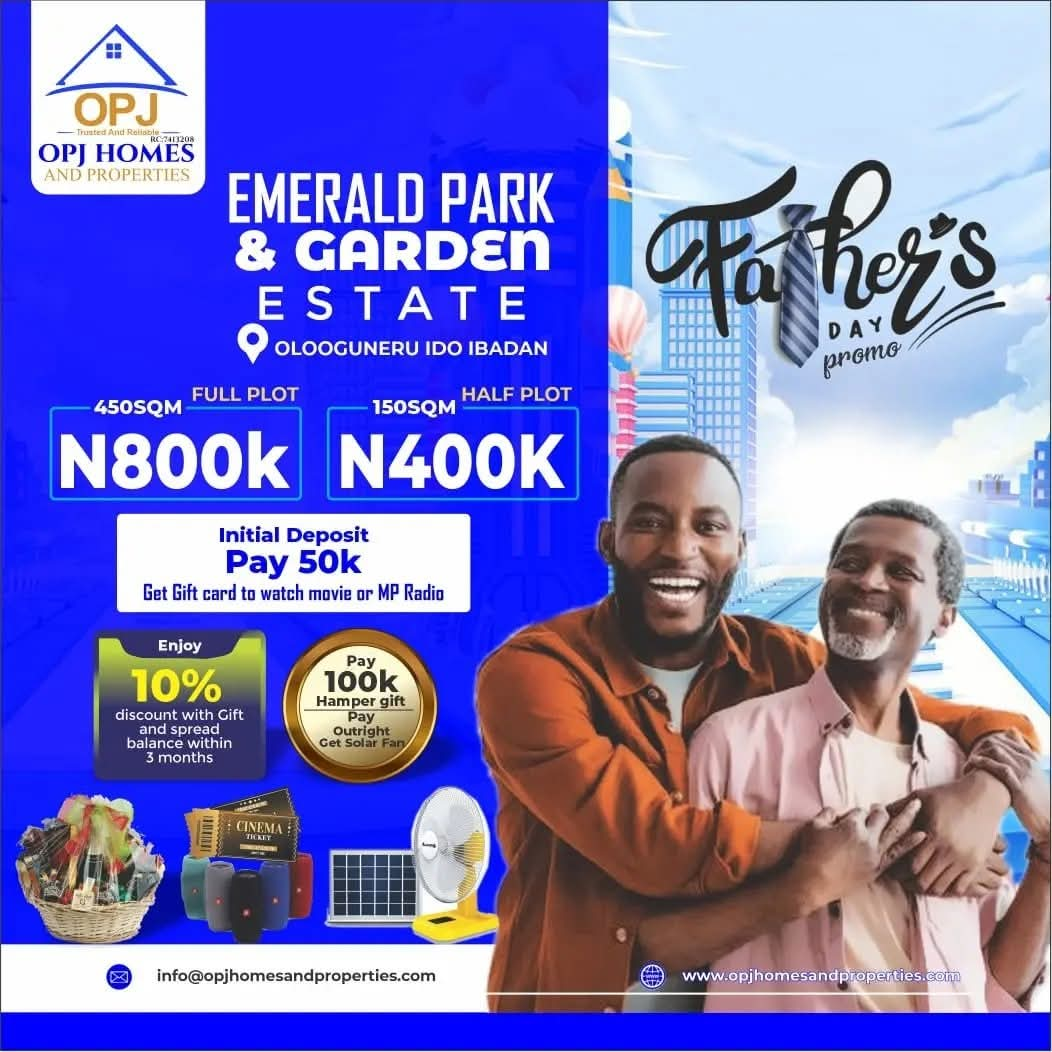 OPJ
Trusted And Reliable
RC:7413208
OPJ HOMES
AND PROPERTIES
EMERALD PARK
& GARDEN
ESTATE
OLOOGUNERU IDO IBADAN
Father's
DAY
promo
450SQM FULL PLOT
N800k
150SQM HALF PLOT
N400K
Initial Deposit
Pay 50k
Get Gift card to watch movie or MP Radio
Enjoy
10%
discount with Gift
and spread
balance within
3 months
Pay
100k
Hamper gift
Pay
Outright
Get Solar Fan
CINEMA
TICKET
info@opjhomesandproperties.com
www.opjhomesandproperties.com